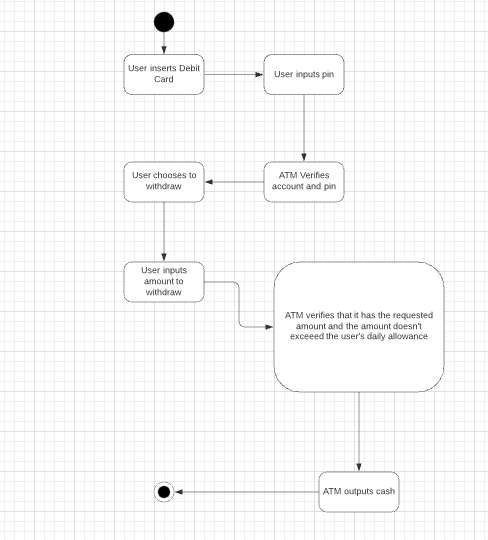 User inserts Debit
Card
User inputs pin
User chooses to
withdraw
ATM Verifies
account and pin
User inputs
amount to
withdraw
ATM verifies that it has the requested
amount and the amount doesn't
exceeed the user's daily allowance
ATM outputs cash